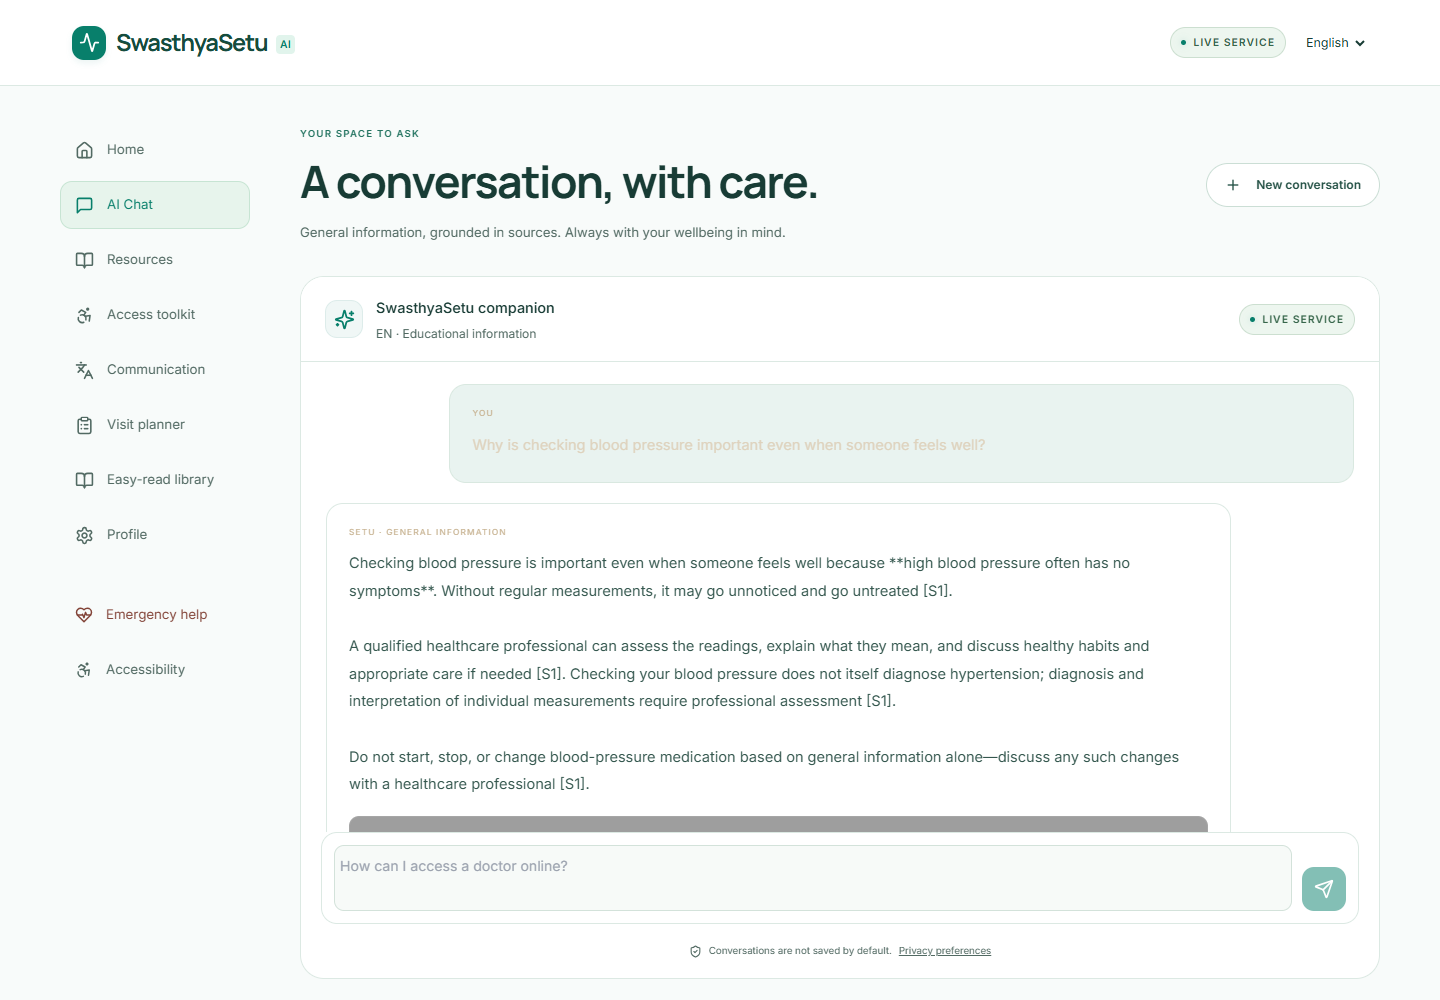 SwasthyaSetu AI
LIVE SERVICE
English
Home
AI Chat
Resources
Access toolkit
Communication
Visit planner
Easy-read library
Profile
Emergency help
Accessibility
YOUR SPACE TO ASK
A conversation, with care.
General information, grounded in sources. Always with your wellbeing in mind.
New conversation
SwasthyaSetu companion
EN · Educational information
LIVE SERVICE
YOU
Why is checking blood pressure important even when someone feels well?
SETU · GENERAL INFORMATION
Checking blood pressure is important even when someone feels well because **high blood pressure often has no
symptoms**. Without regular measurements, it may go unnoticed and go untreated [S1].
A qualified healthcare professional can assess the readings, explain what they mean, and discuss healthy habits and
appropriate care if needed [S1]. Checking your blood pressure does not itself diagnose hypertension; diagnosis and
interpretation of individual measurements require professional assessment [S1].
Do not start, stop, or change blood-pressure medication based on general information alone—discuss any such changes
with a healthcare professional [S1].
How can I access a doctor online?
Conversations are not saved by default. Privacy preferences